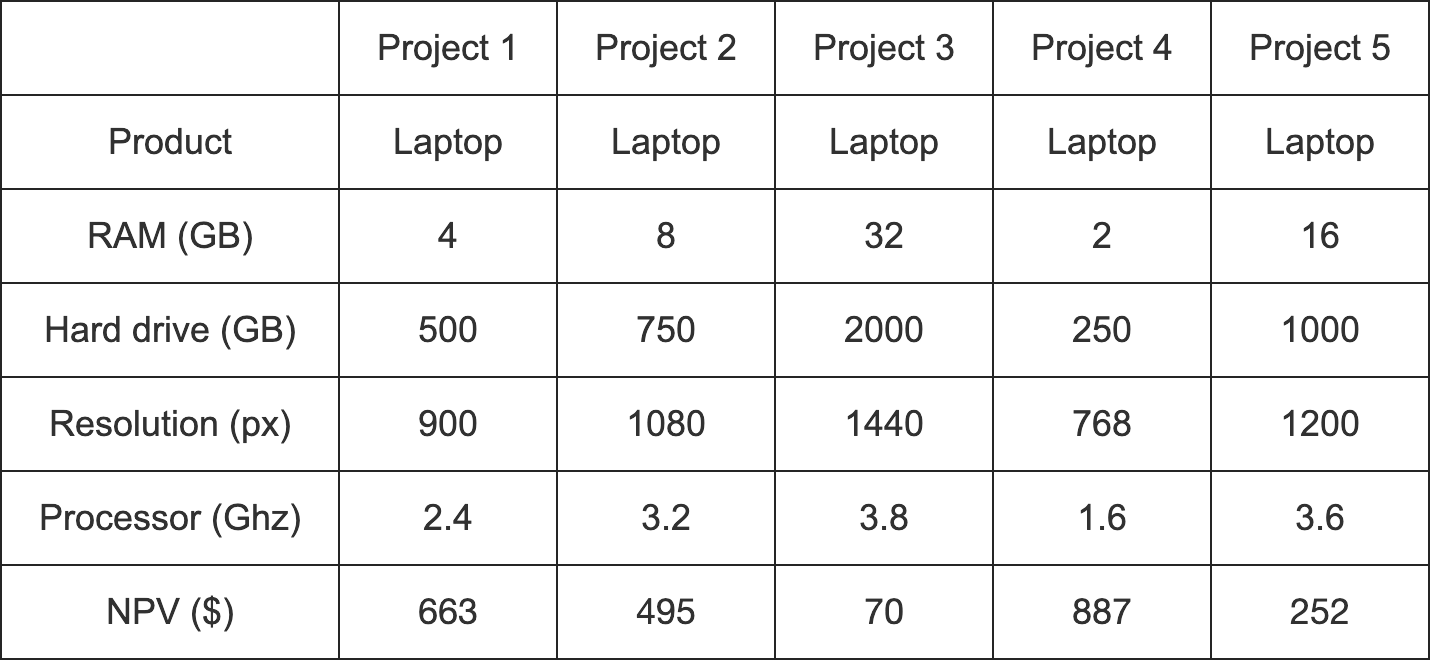 Project 1 Project 2 Project 3 Project 4 Project 5
Product Laptop Laptop Laptop Laptop Laptop
RAM (GB) 4 8 32 2 16
Hard drive (GB) 500 750 2000 250 1000
Resolution (px) 900 1080 1440 768 1200
Processor (Ghz) 2.4 3.2 3.8 1.6 3.6
NPV ($) 663 495 70 887 252